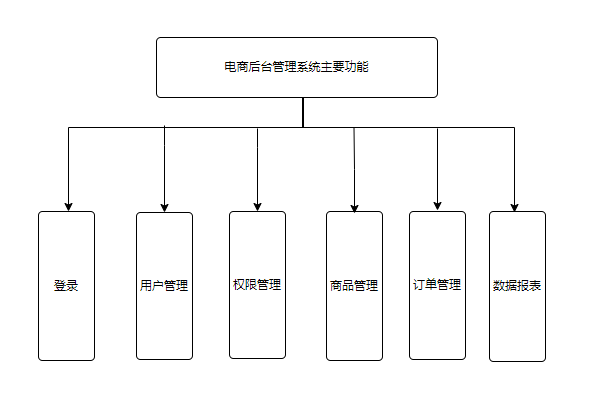 电商后台管理系统主要功能
登录
用户管理
权限管理
商品管理
订单管理
数据报表